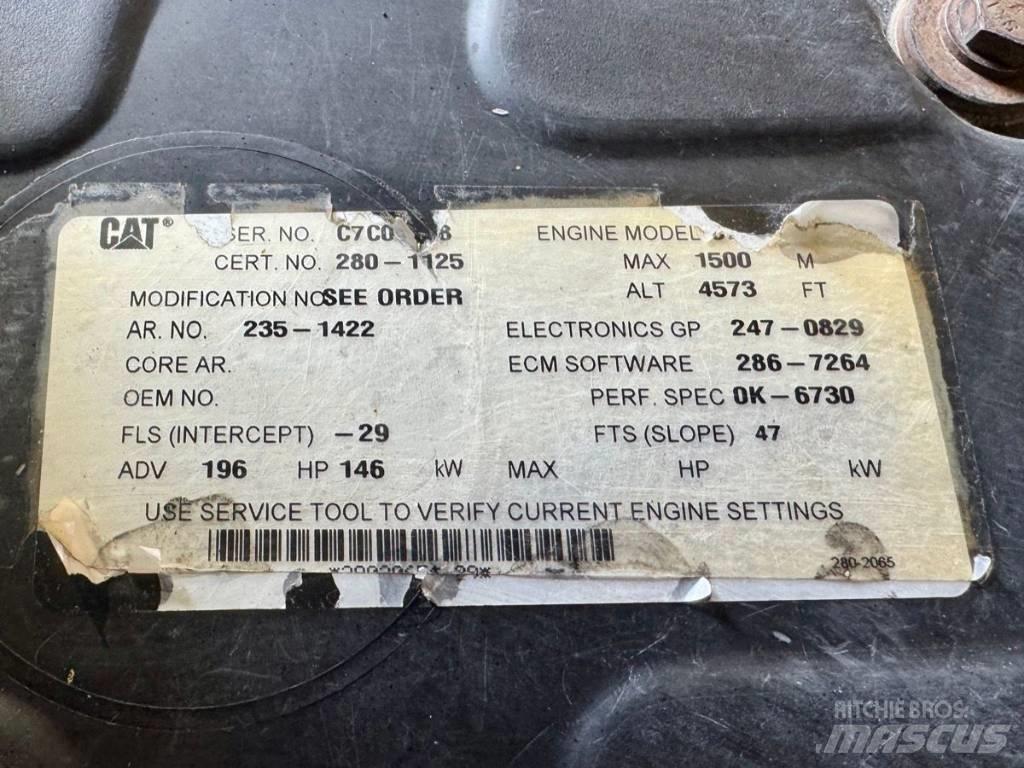 CAT® SER. NO. ENGINE MODEL
CERT. NO. 280-1125 MAX 1500 M
MODIFICATION NO SEE ORDER ALT 4573 FT
AR. NO. 235-1422 ELECTRONICS GP 247-0829
CORE AR. ECM SOFTWARE 286-7264
OEM NO. PERF. SPEC 0K-6730
FLS (INTERCEPT) -29 FTS (SLOPE) 47
ADV 196 HP 146 kW MAX HP kW
USE SERVICE TOOL TO VERIFY CURRENT ENGINE SETTINGS
280-2065
RITCHIE BROS.
MASCUS